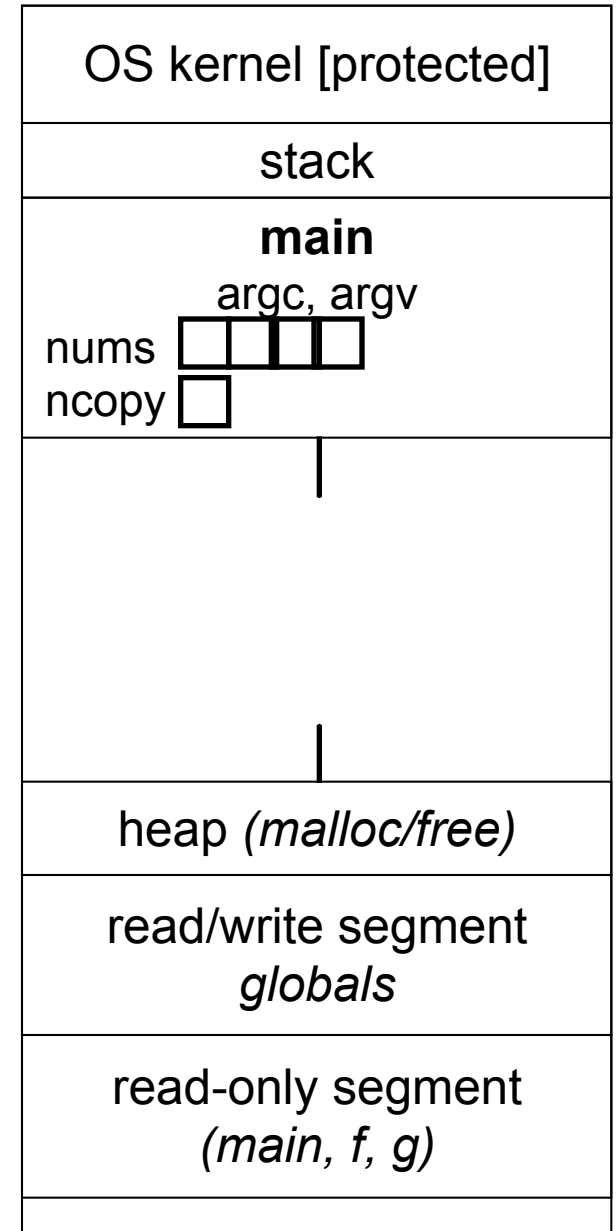 OS kernel [protected]
stack
main
argc, argv
nums
ncopy
heap (malloc/free)
read/write segment
globals
read-only segment
(main, f, g)